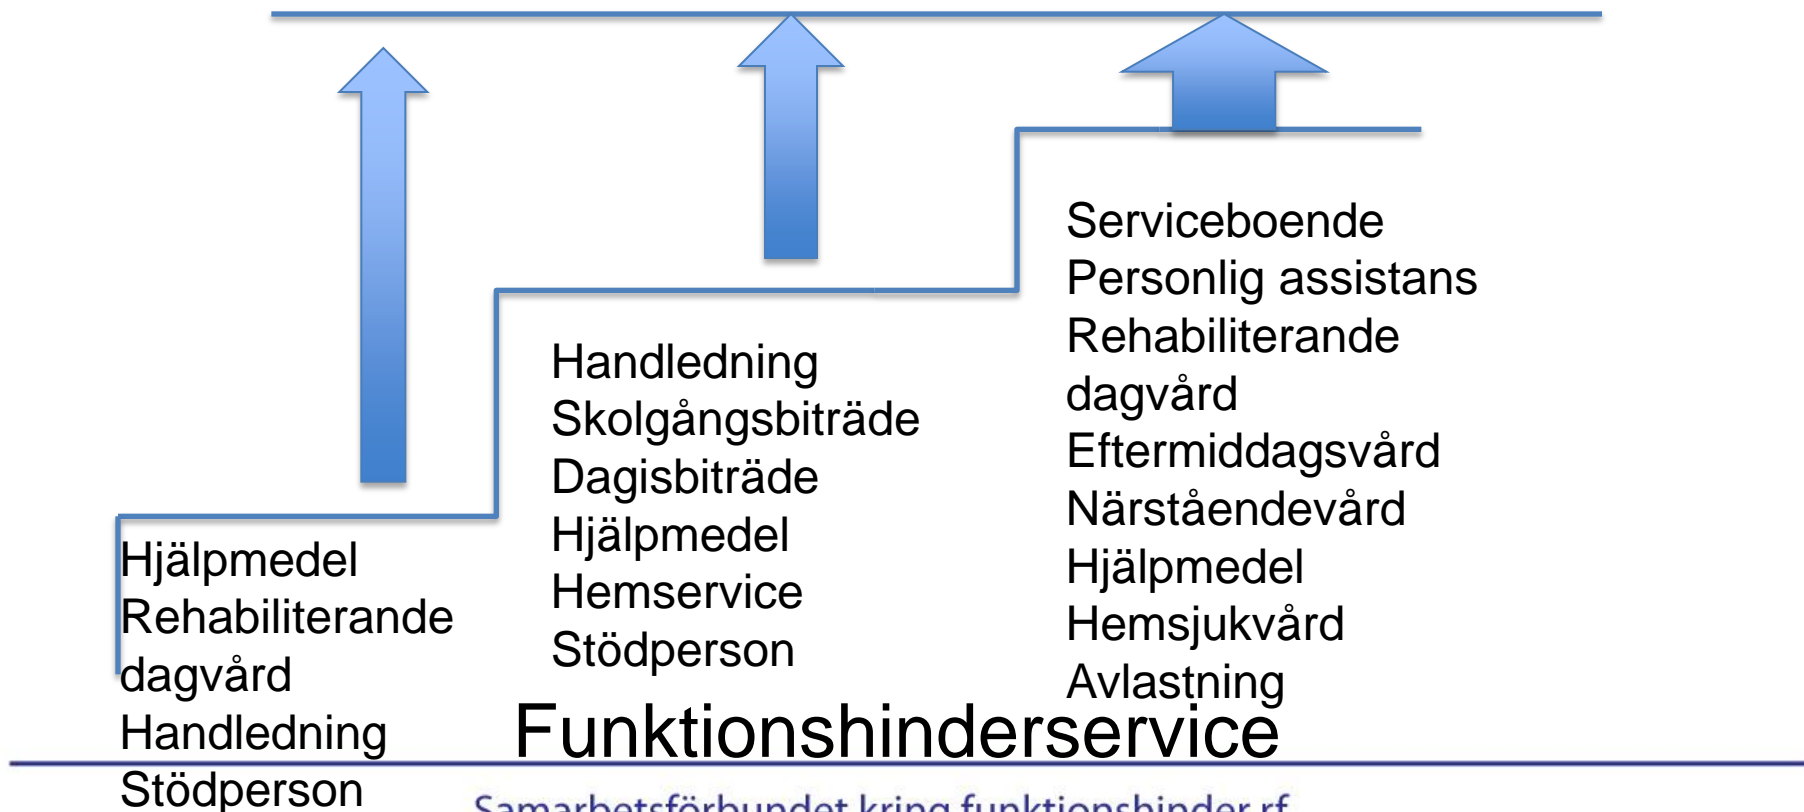 Hjälpmedel
Rehabiliterande
dagvård
Handledning
Stödperson
Handledning
Skolgångsbiträde
Dagisbiträde
Hjälpmedel
Hemservice
Stödperson
Serviceboende
Personlig assistans
Rehabiliterande
dagvård
Eftermiddagsvård
Närståendevård
Hjälpmedel
Hemsjukvård
Avlastning
Funktionshinderservice
Samarbetsförbundet kring funktionshinder rf